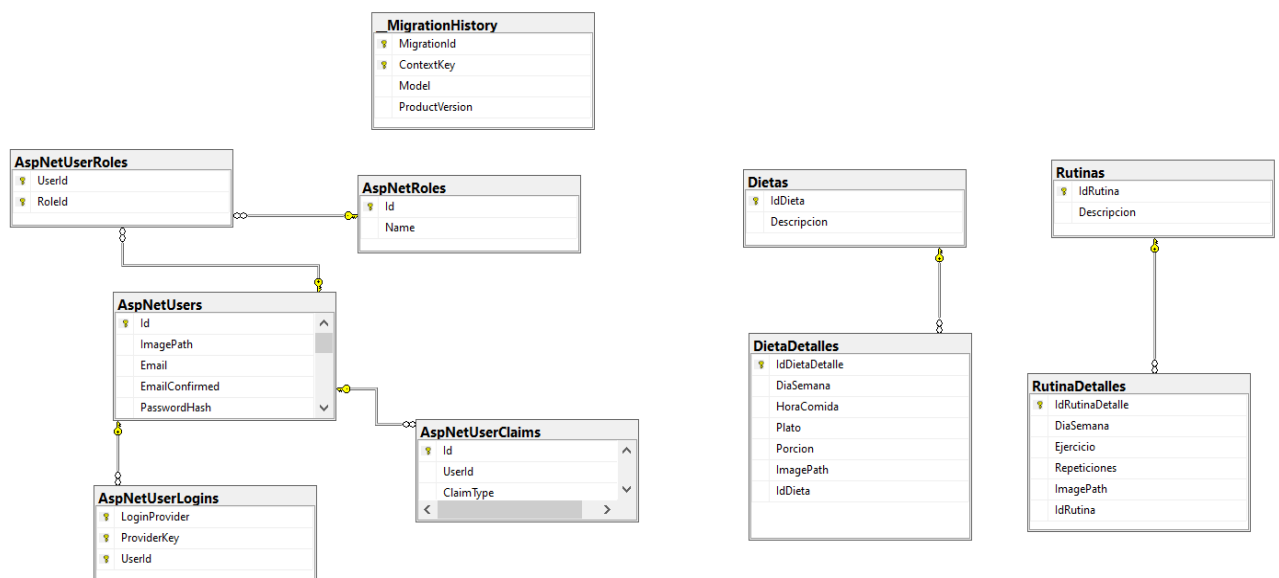 __MigrationHistory
MigrationId
ContextKey
Model
ProductVersion
AspNetUserRoles
UserId
RoleId
AspNetRoles
Id
Name
AspNetUsers
Id
ImagePath
Email
EmailConfirmed
PasswordHash
AspNetUserClaims
Id
UserId
ClaimType
AspNetUserLogins
LoginProvider
ProviderKey
UserId
Dietas
IdDieta
Descripcion
DietaDetalles
IdDietaDetalle
DiaSemana
HoraComida
Plato
Porcion
ImagePath
IdDieta
Rutinas
IdRutina
Descripcion
RutinaDetalles
IdRutinaDetalle
DiaSemana
Ejercicio
Repeticiones
ImagePath
IdRutina